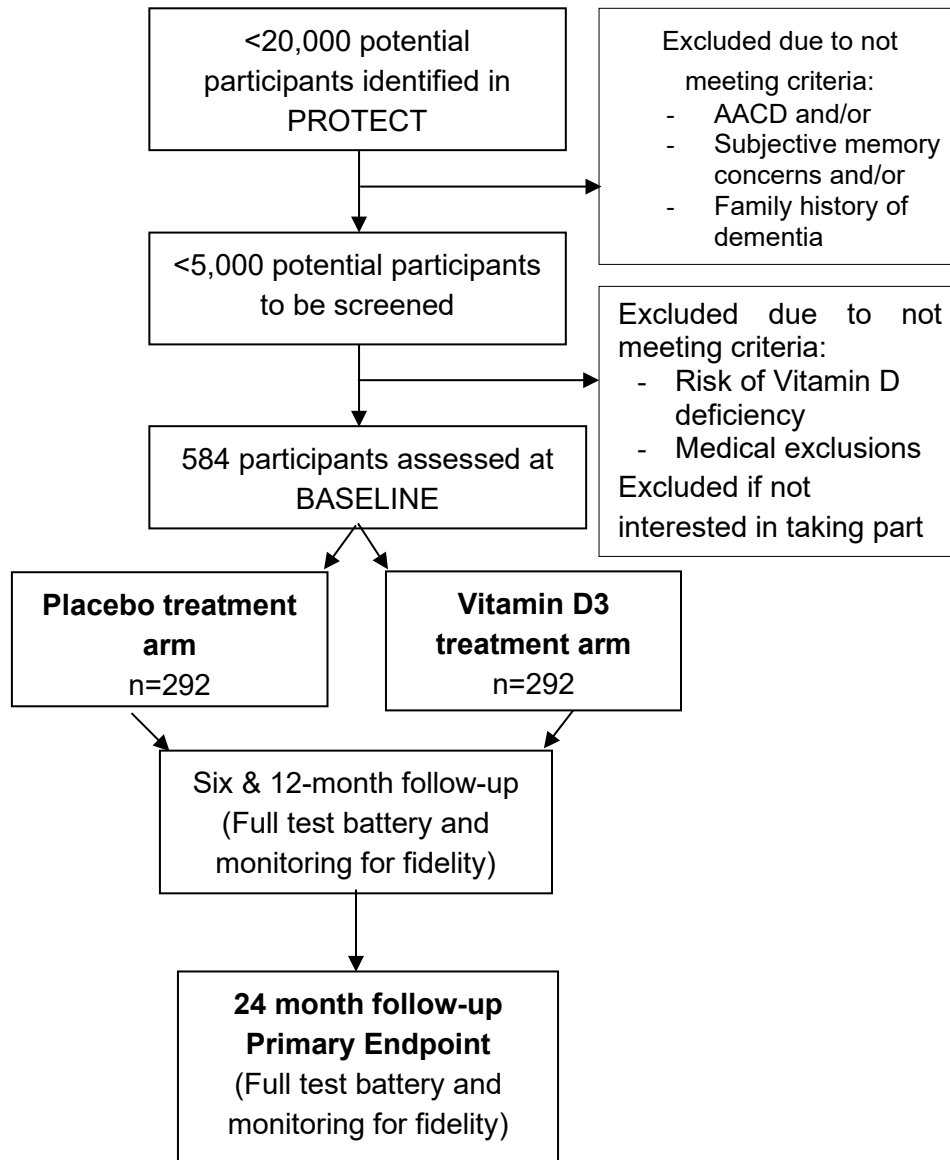 <20,000 potential
participants identified in
PROTECT
Excluded due to not
meeting criteria:
- AACD and/or
- Subjective memory
concerns and/or
- Family history of
dementia
<5,000 potential participants
to be screened
Excluded due to not
meeting criteria:
- Risk of Vitamin D
deficiency
- Medical exclusions
Excluded if not
interested in taking part
584 participants assessed at
BASELINE
Placebo treatment
arm
n=292
Vitamin D3
treatment arm
n=292
Six & 12-month follow-up
(Full test battery and
monitoring for fidelity)
24 month follow-up
Primary Endpoint
(Full test battery and
monitoring for fidelity)